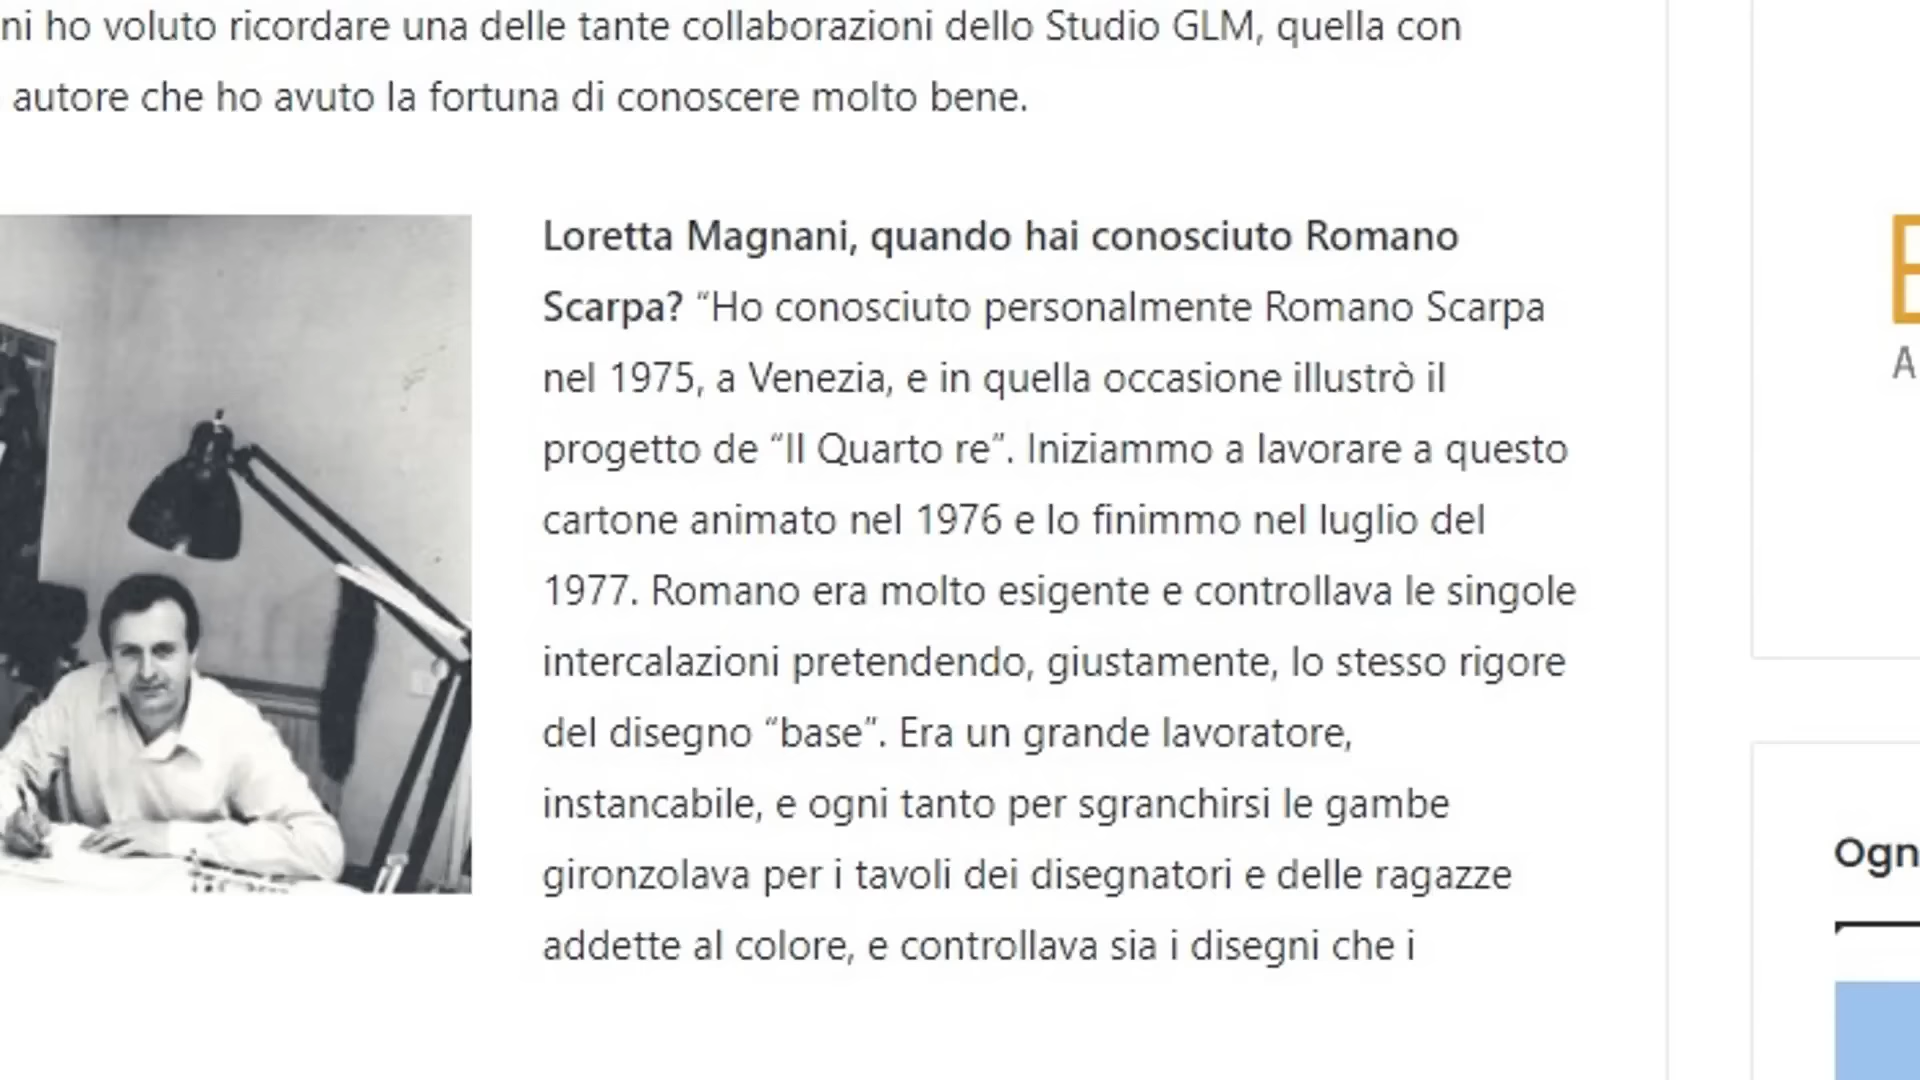 ni ho voluto ricordare una delle tante collaborazioni dello Studio GLM, quella con
autore che ho avuto la fortuna di conoscere molto bene.
Loretta Magnani, quando hai conosciuto Romano
Scarpa? “Ho conosciuto personalmente Romano Scarpa
nel 1975, a Venezia, e in quella occasione illustrò il
progetto de “Il Quarto re”. Iniziammo a lavorare a questo
cartone animato nel 1976 e lo finimmo nel luglio del
1977. Romano era molto esigente e controllava le singole
intercalazioni pretendendo, giustamente, lo stesso rigore
del disegno “base”. Era un grande lavoratore,
instancabile, e ogni tanto per sgranchirsi le gambe
gironzolava per i tavoli dei disegnatori e delle ragazze
addette al colore, e controllava sia i disegni che i
A
Ogn